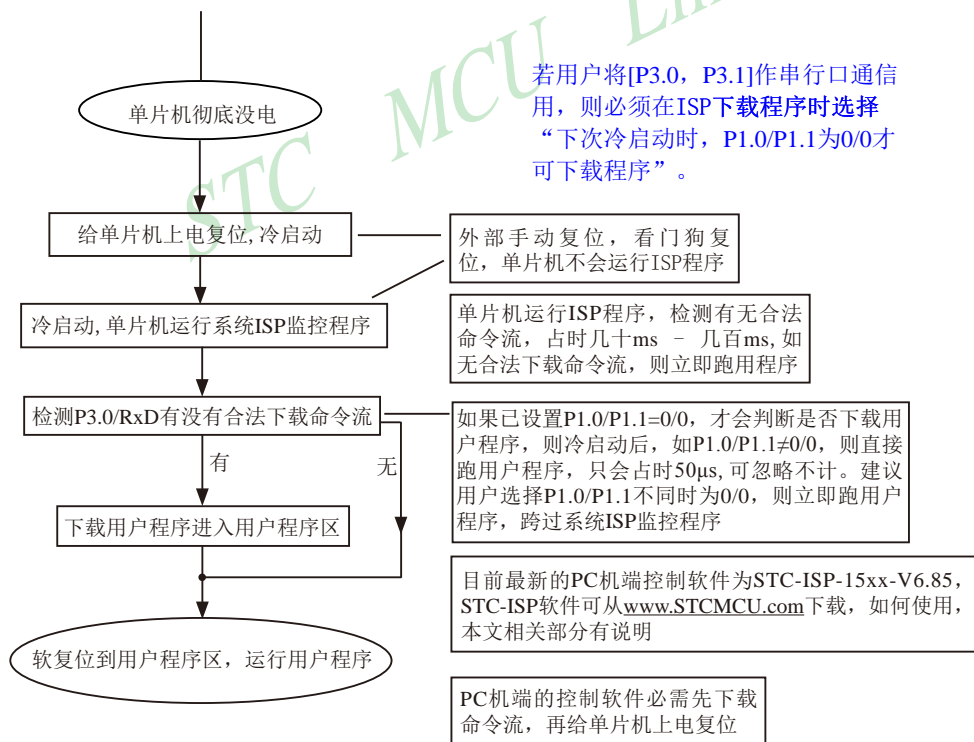 STC MCU Lim
若用户将[P3.0，P3.1]作串行口通信
用，则必须在ISP下载程序时选择
“下次冷启动时，P1.0/P1.1为0/0才
可下载程序”。
单片机彻底没电
给单片机上电复位,冷启动
外部手动复位，看门狗复
位，单片机不会运行ISP程序
冷启动,单片机运行系统ISP监控程序
单片机运行ISP程序，检测有无合法
命令流，占时几十ms － 几百ms,如
无合法下载命令流，则立即跑用程序
检测P3.0/RxD有没有合法下载命令流
如果已设置P1.0/P1.1=0/0，才会判断是否下载用
户程序，则冷启动后，如P1.0/P1.1≠0/0，则直接
跑用户程序，只会占时50μs,可忽略不计。建议
用户选择P1.0/P1.1不同时为0/0，则立即跑用户
程序，跨过系统ISP监控程序
有
无
下载用户程序进入用户程序区
目前最新的PC机端控制软件为STC-ISP-15xx-V6.85，
STC-ISP软件可从www.STCMCU.com下载，如何使用，
本文相关部分有说明
软复位到用户程序区，运行用户程序
PC机端的控制软件必需先下载
命令流，再给单片机上电复位